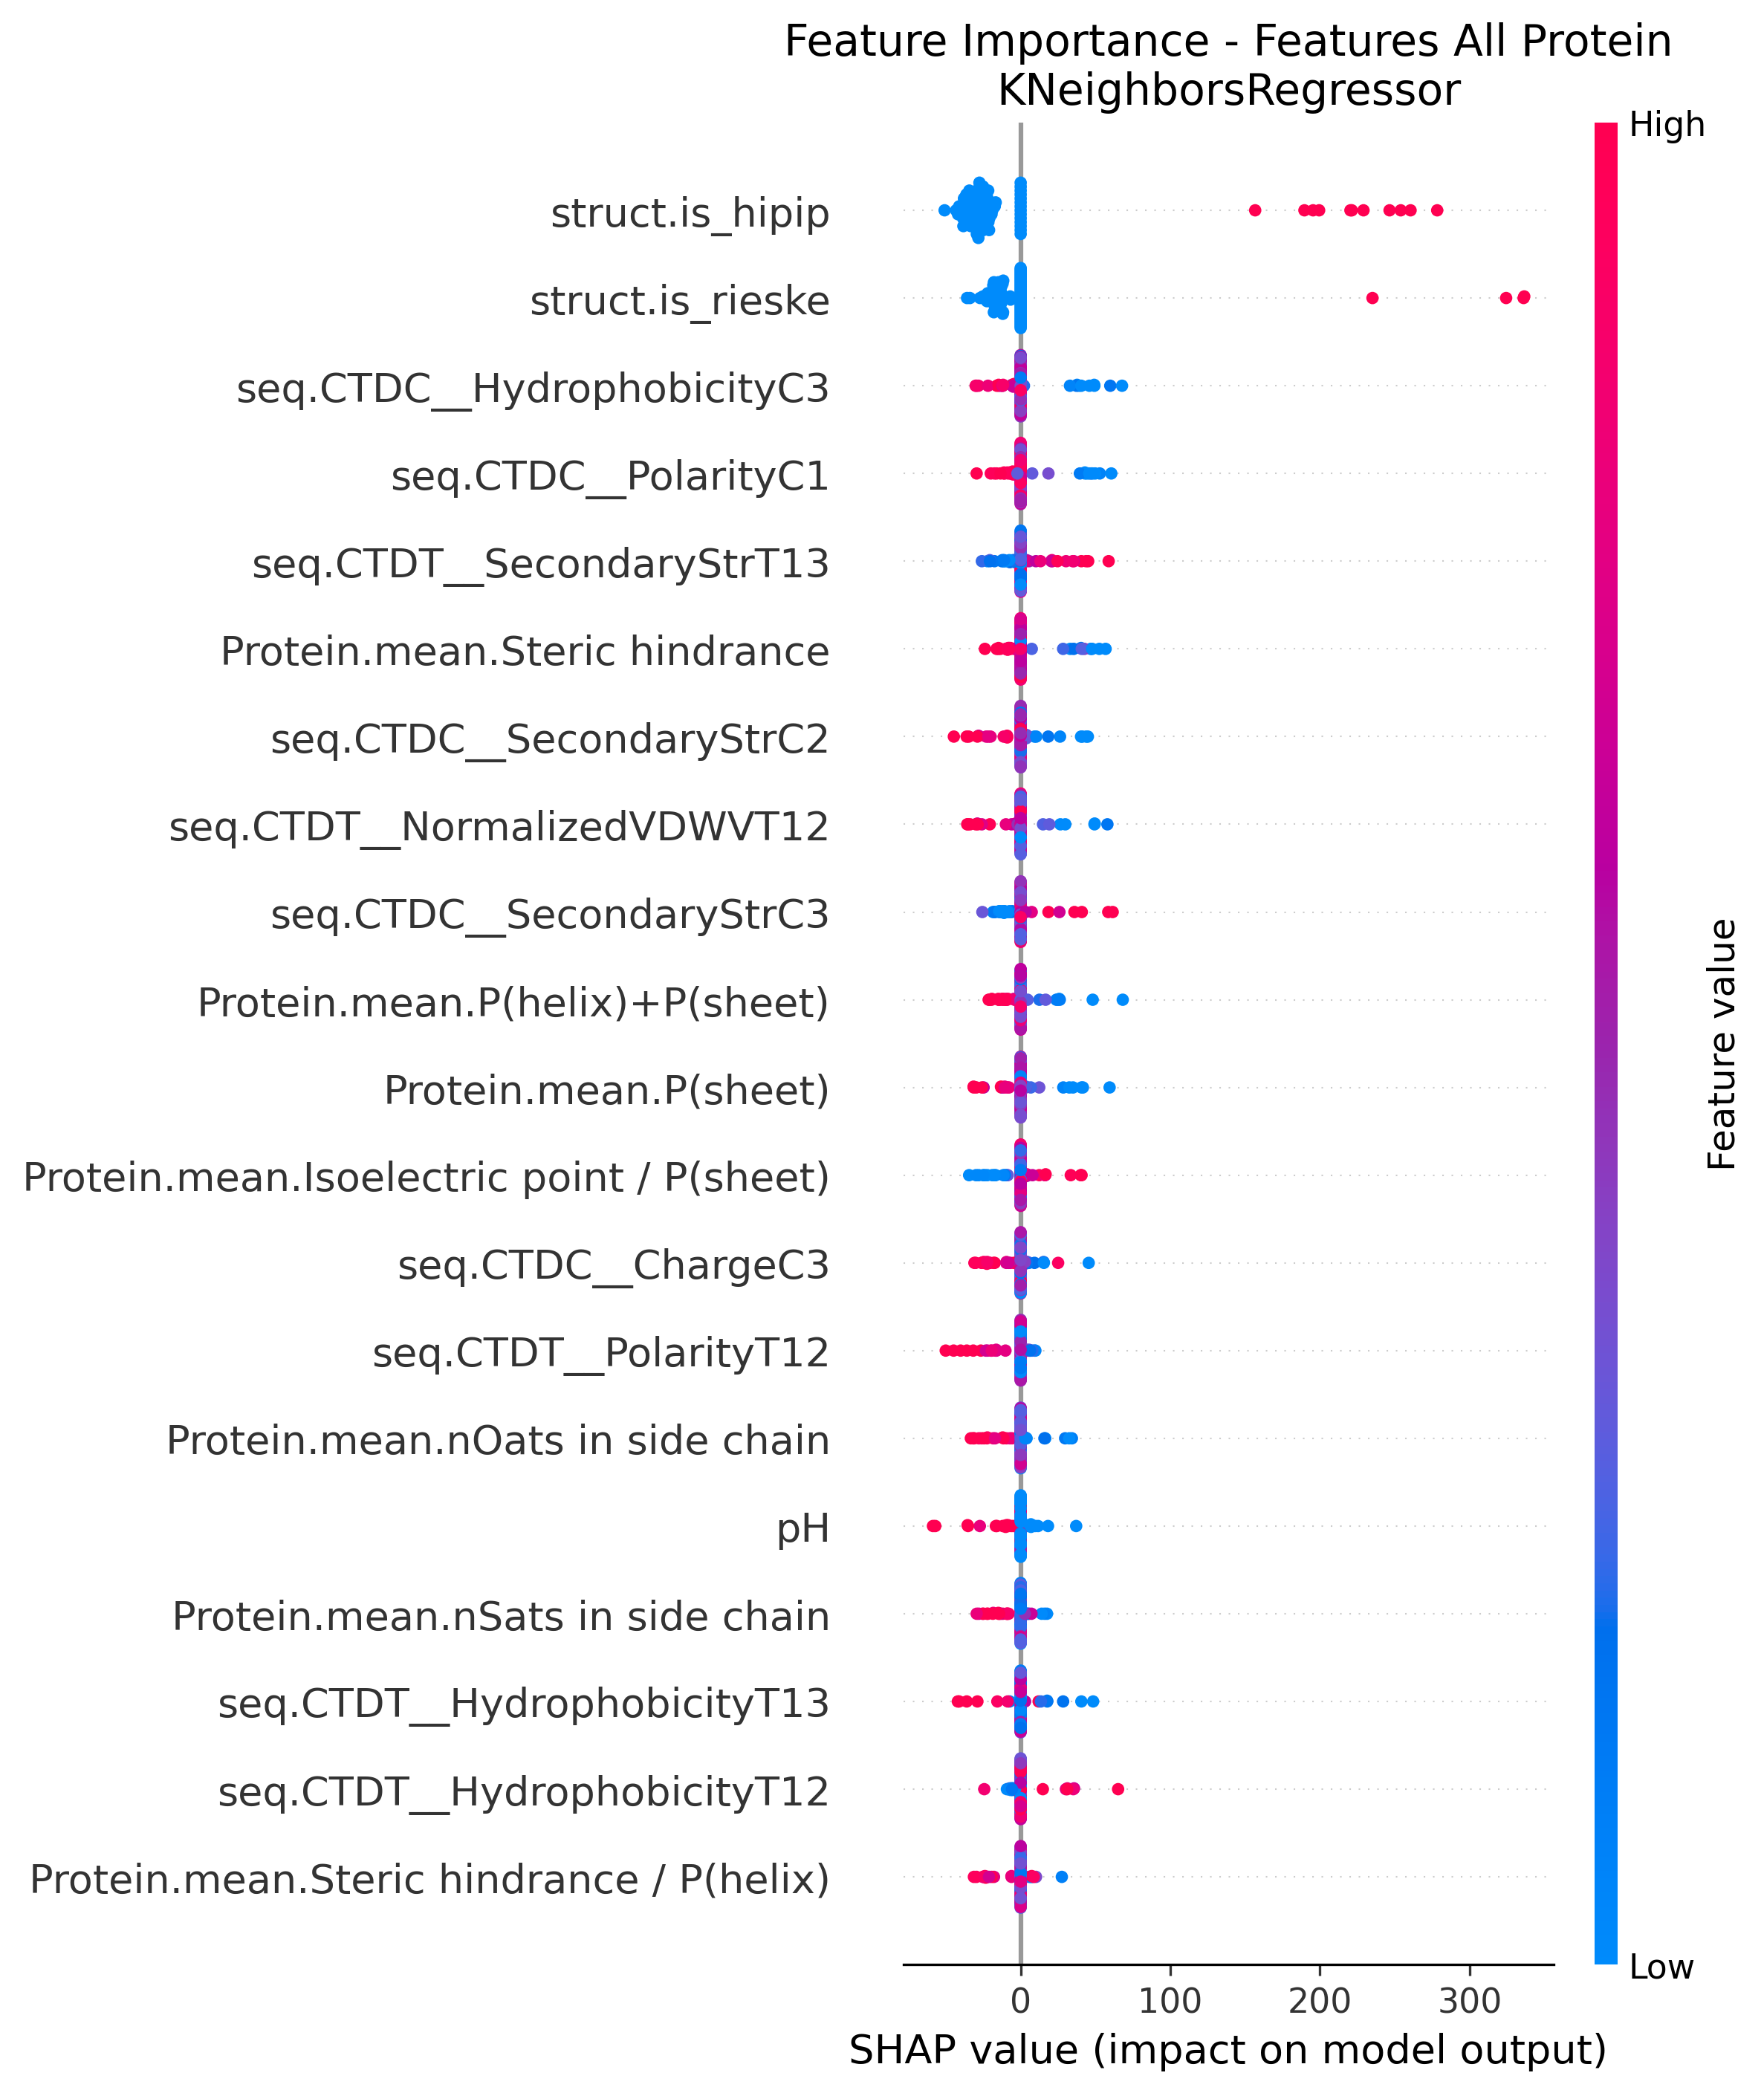 Feature Importance - Features All Protein
KNeighborsRegressor
High
struct.is_hipip
struct.is_rieske
seq.CTDC__HydrophobicityC3
seq.CTDC__PolarityC1
seq.CTDT__SecondaryStrT13
Protein.mean.Steric hindrance
seq.CTDC__SecondaryStrC2
seq.CTDT__NormalizedVDWVT12
seq.CTDC__SecondaryStrC3
Protein.mean.P(helix)+P(sheet)
Protein.mean.P(sheet)
Protein.mean.Isoelectric point / P(sheet)
seq.CTDC__ChargeC3
seq.CTDT__PolarityT12
Protein.mean.nOats in side chain
pH
Protein.mean.nSats in side chain
seq.CTDT__HydrophobicityT13
seq.CTDT__HydrophobicityT12
Protein.mean.Steric hindrance / P(helix)
Feature value
Low
0 100 200 300
SHAP value (impact on model output)